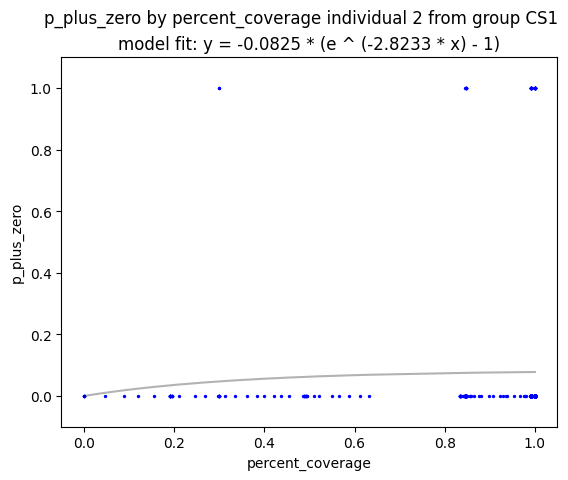 p_plus_zero by percent_coverage individual 2 from group CS1
model fit: y = -0.0825 * (e ^ (-2.8233 * x) - 1)
1.0
0.8
0.6
0.4
0.2
0.0
p_plus_zero
0.0 0.2 0.4 0.6 0.8 1.0
percent_coverage